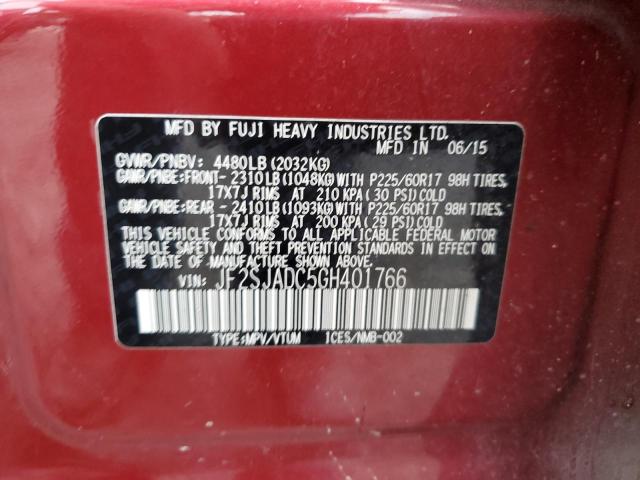 MFD BY FUJI HEAVY INDUSTRIES LTD.
MFD IN 06/15
GVWR/PNBV: 4480LB(2032KG)
GAWR/PNBE:FRONT-2310LB(1048KG)WITH P225/60R17 98H TIRES,
17X7J RIMS AT 210 KPA(30 PSI)COLD
GAWR/PNBE:REAR -2410LB(1093KG)WITH P225/60R17 98H TIRES,
17X7J RIMS AT 200 KPA(29 PSI)COLD
THIS VEHICLE CONFORMS TO ALL APPLICABLE FEDERAL MOTOR
VEHICLE SAFETY AND THEFT PREVENTION STANDARDS IN EFFECT
ON THE DATE OF MANUFACTURE SHOWN ABOVE.
VIN: JF2SJADC5GH401766
TYPE:MPV/VTUM ICES/NMB-002